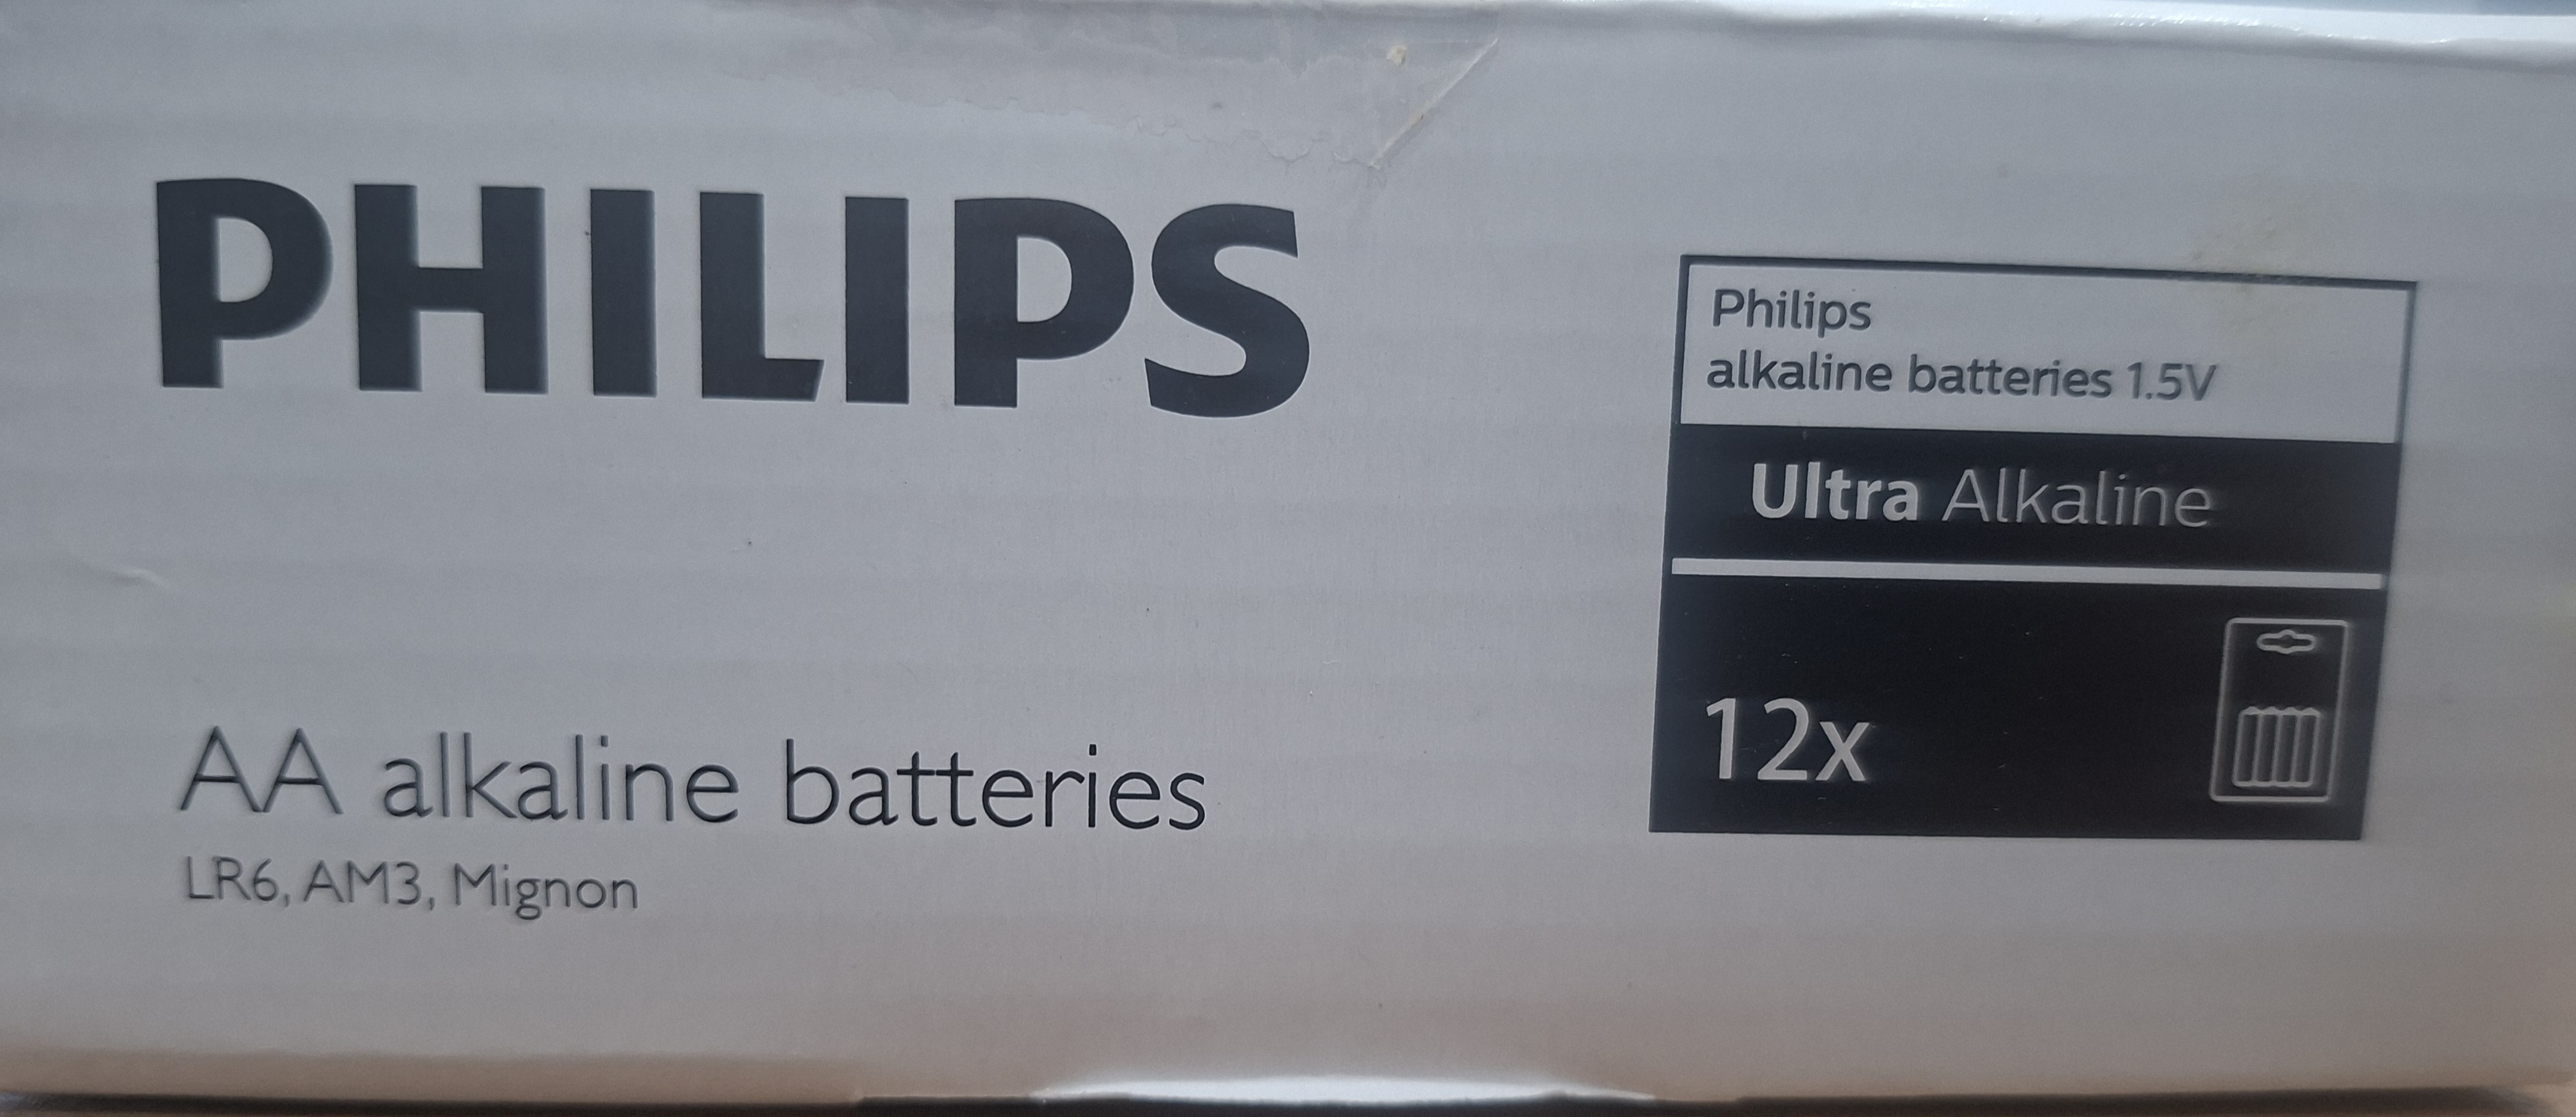 PHILIPS
AA alkaline batteries
LR6, AM3, Mignon
Philips
alkaline batteries 1.5V
Ultra Alkaline
12x